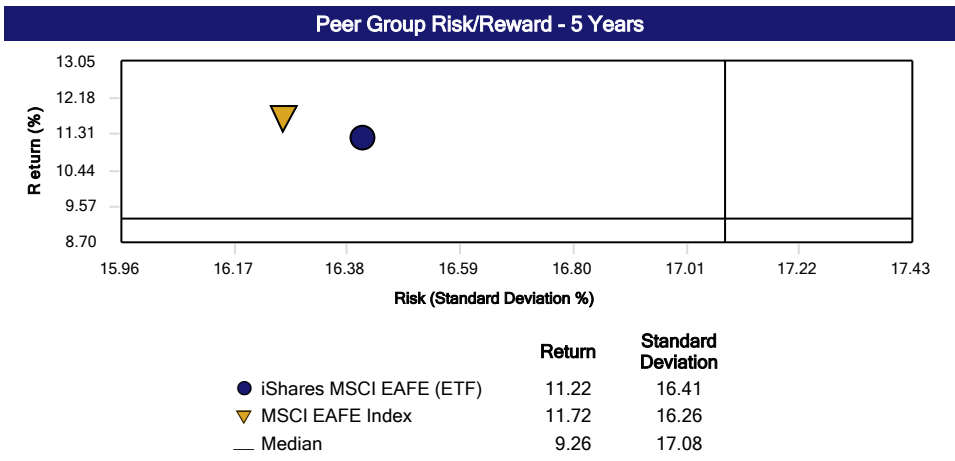 Peer Group Risk/Reward - 5 Years
13.05
12.18
11.31
10.44
9.57
8.70
R eturn (%)
15.96 16.17 16.38 16.59 16.80 17.01 17.22 17.43
Risk (Standard Deviation %)
Return Standard Deviation
iShares MSCI EAFE (ETF) 11.22 16.41
MSCI EAFE Index 11.72 16.26
Median 9.26 17.08